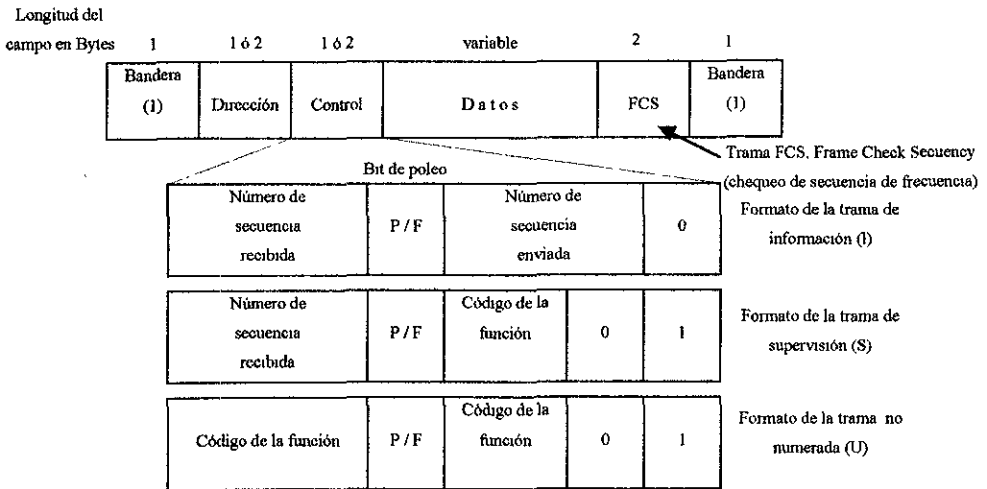 Longitud del
campo en Bytes 1 1 ó 2 1 ó 2 variable 2 1
Bandera
(1)
Dirección
Control
Datos
FCS
Bandera
(1)
Trama FCS, Frame Check Secuency
(chequeo de secuencia de frecuencia)
Bit de poleo
Número de
secuencia
recibida
P / F
Número de
secuencia
enviada
0
Formato de la trama de
información (I)
Número de
secuencia
recibida
P / F
Código de la
función
0
1
Formato de la trama de
supervisión (S)
Código de la función
P / F
Código de la
función
0
1
Formato de la trama no
numerada (U)